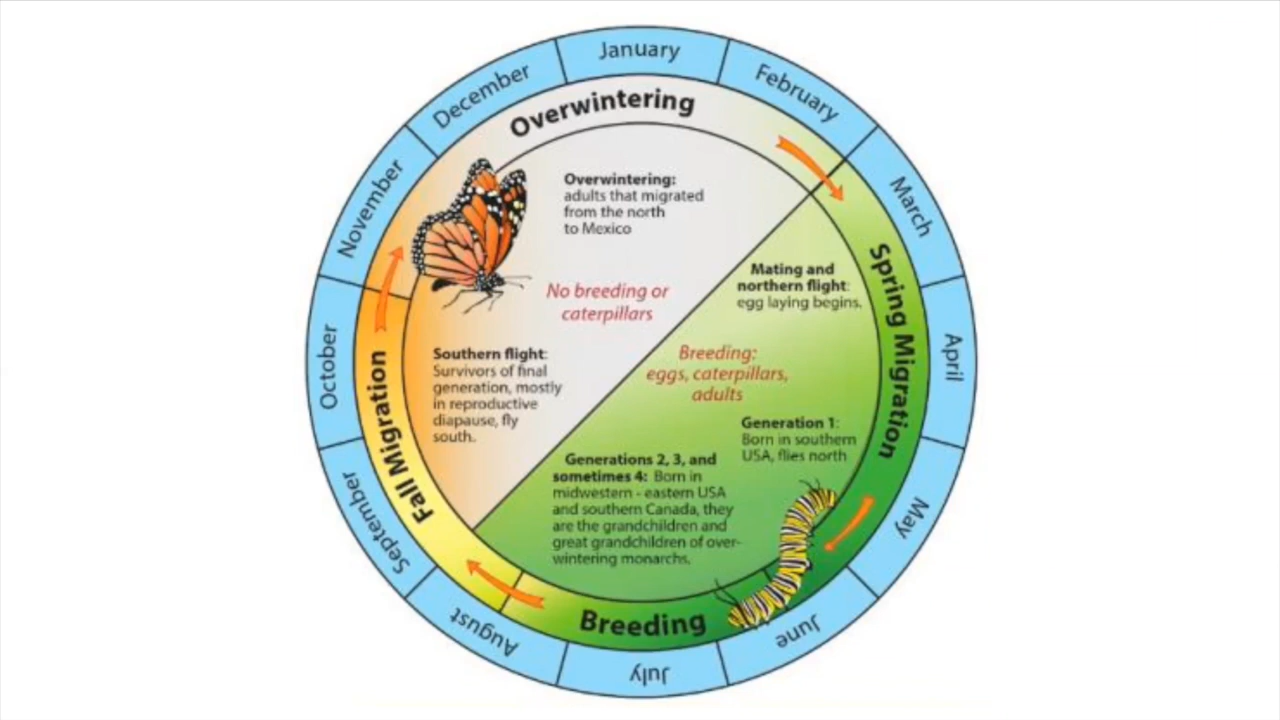 January
February
March
April
May
June
July
August
September
October
November
December
Overwintering
Spring Migration
Breeding
Fall Migration
Overwintering:
adults that migrated
from the north
to Mexico
No breeding or
caterpillars
Mating and
northern flight:
egg laying begins.
Breeding:
eggs, caterpillars,
adults
Generation 1:
Born in southern
USA, flies north
Generations 2, 3, and
sometimes 4: Born in
midwestern - eastern USA
and southern Canada, they
are the grandchildren and
great grandchildren of over-
wintering monarchs.
Southern flight:
Survivors of final
generation, mostly
in reproductive
diapause, fly
south.